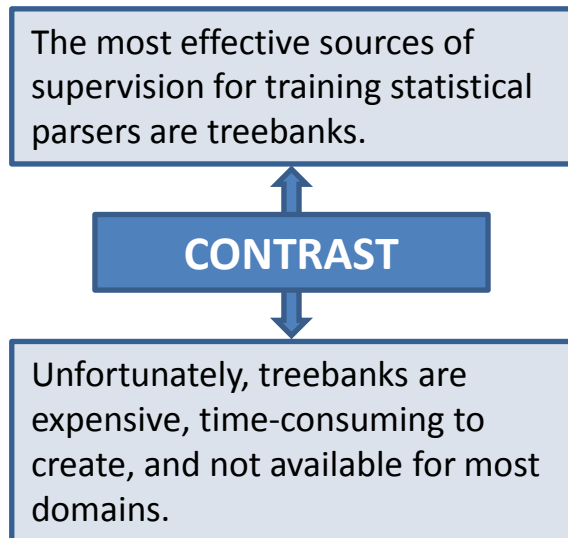 The most effective sources of
supervision for training statistical
parsers are treebanks.
CONTRAST
Unfortunately, treebanks are
expensive, time-consuming to
create, and not available for most
domains.